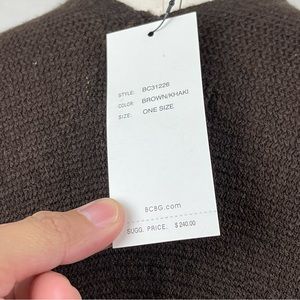 STYLE: BC31226
COLOR: BROWN/KHAKI
SIZE: ONE SIZE
BCBG.com
SUGG. PRICE: $240.00